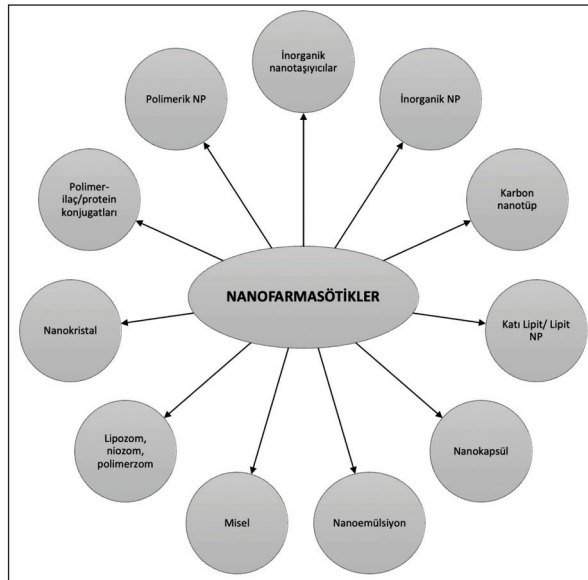 İnorganik
nanotaşıyıcılar
Polimerik NP
İnorganik NP
Polimer-
ilaç/protein
konjugatları
Karbon
nanotüp
NANOFARMASÖTİKLER
Nanokristal
Katı Lipit/ Lipit
NP
Lipozom,
niozom,
polimerzom
Nanokapsül
Misel
Nanoemülsiyon